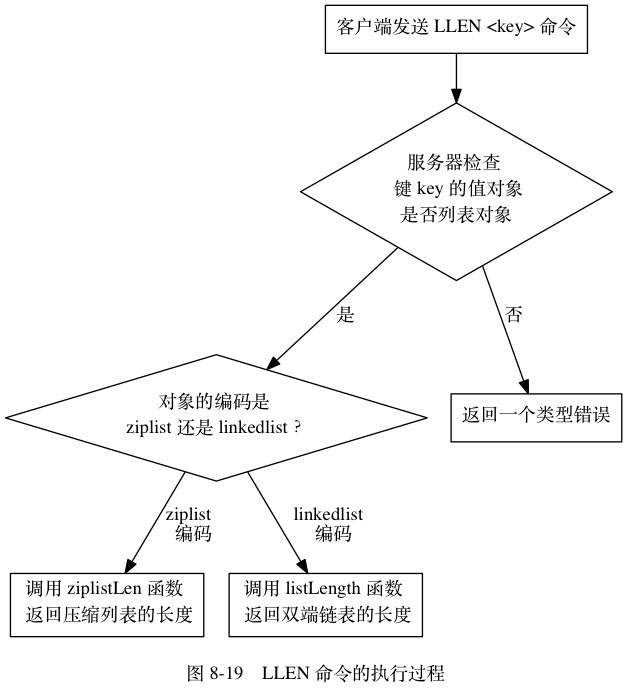 客户端发送 LLEN <key> 命令
服务器检查
键 key 的值对象
是否列表对象
是
否
对象的编码是
ziplist 还是 linkedlist ?
返回一个类型错误
ziplist
编码
linkedlist
编码
调用 ziplistLen 函数
返回压缩列表的长度
调用 listLength 函数
返回双端链表的长度
图 8-19 LLEN 命令的执行过程